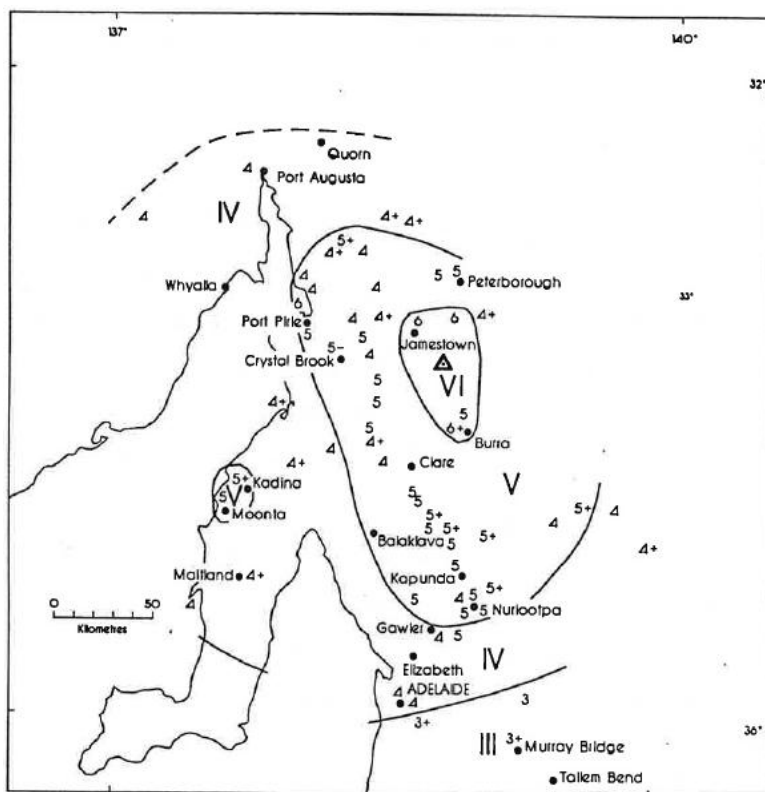 137° 140°
32°
Quorn
4 Port Augusta
4 IV 4+ 4+
5+
4+ 4
4 5 5
Peterborough
Whyalla 4 4
6 33°
4 4+ 6 6 4+
Port Pirie
5 5 Jamestown
5-
Crystal Brook 4
VI
5
4+ 5 5
5 6+
Burra
4+
4 4
4+ Clare
5+ Kadina
V
5 5 5 V
Moonta 5+ 5+ 4
4
5+ 5+ 5+
Balaklava 5 4+
5
Maitland 4+ Kapunda
0 50 5+
4 5 4 5
Kilometres 5 5 Nuriootpa
Gawler 4 5
IV
Elizabeth
4 ADELAIDE
4 3
3+
36°
III 3+ Murray Bridge
Tallem Bend